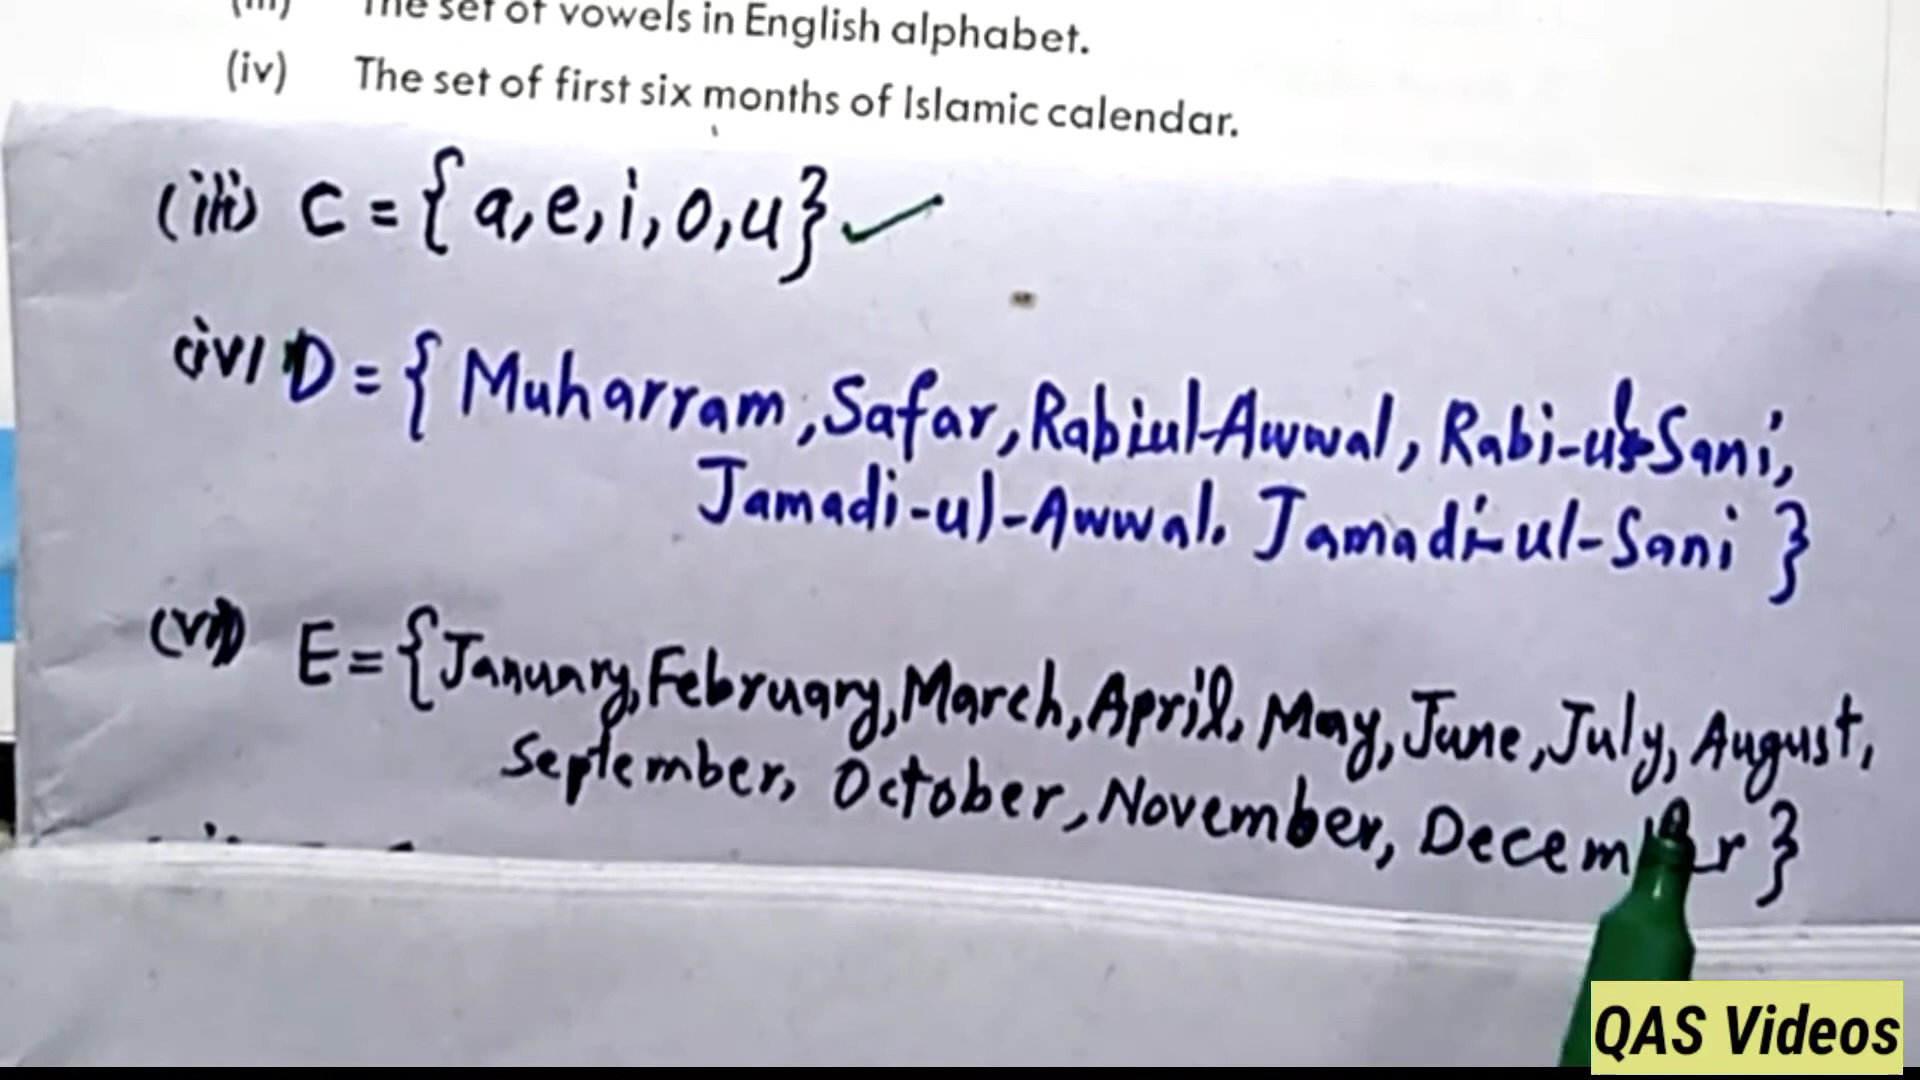 (iii) The set of vowels in English alphabet.
(iv) The set of first six months of Islamic calendar.
(iii) C = { a, e, i, o, u }
(iv) D = { Muharram, Safar, Rabiul-Awwal, Rabi-ul-Sani,
Jamadi-ul-Awwal, Jamadi-ul-Sani }
E = { January, February, March, April, May, June, July, August,
September, October, November, December }
QAS Videos